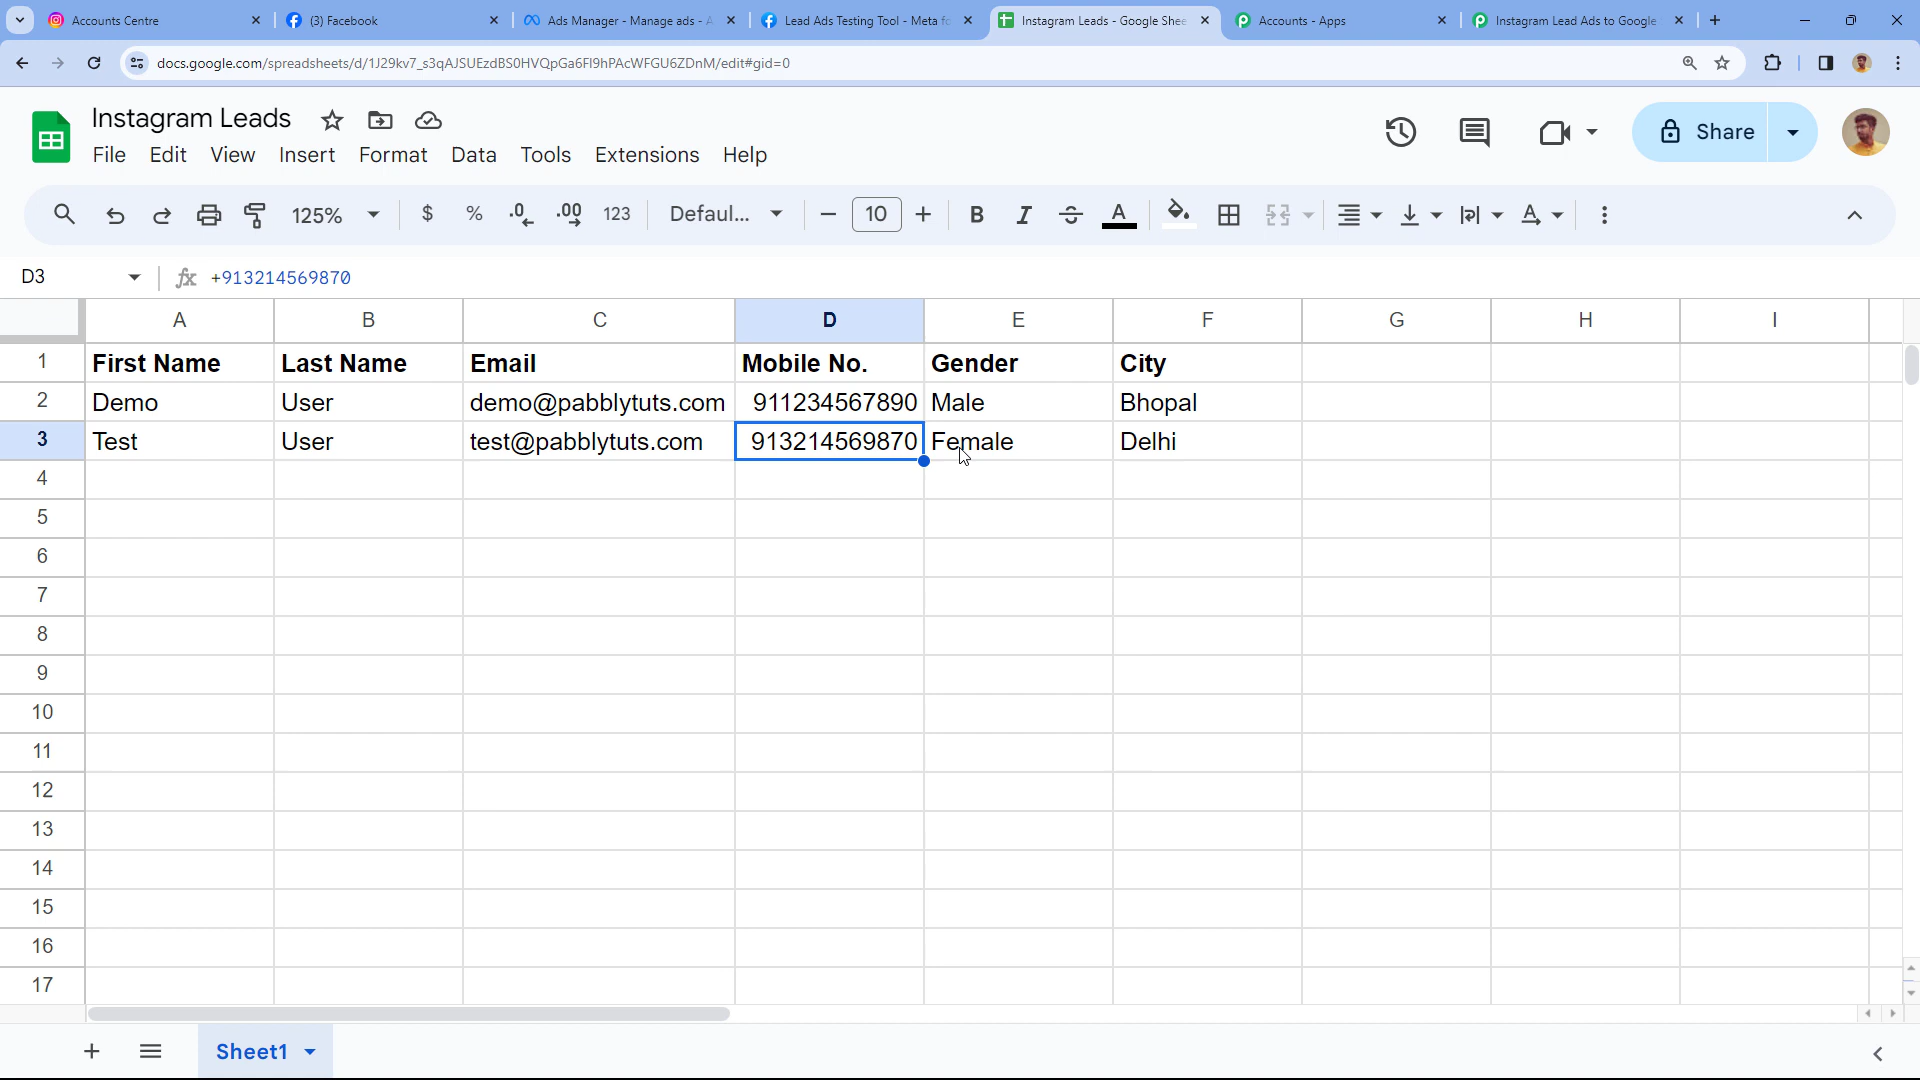 Accounts Centre
(3) Facebook
Ads Manager - Manage ads - A
Lead Ads Testing Tool - Meta fo
Instagram Leads - Google Shee
Accounts - Apps
Instagram Lead Ads to Google
docs.google.com/spreadsheets/d/1J29kv7_s3qAJSUEzdBS0HVQpGa6Fl9hPAcWFGU6ZDnM/edit#gid=0
Instagram Leads
File Edit View Insert Format Data Tools Extensions Help
Share
125% $ % .0 .00 123 Defaul... 10 B I A A
D3 fx +913214569870
A B C D E F G H I
1 First Name Last Name Email Mobile No. Gender City
2 Demo User demo@pabblytuts.com 911234567890 Male Bhopal
3 Test User test@pabblytuts.com 913214569870 Female Delhi
4
5
6
7
8
9
10
11
12
13
14
15
16
17
Sheet1